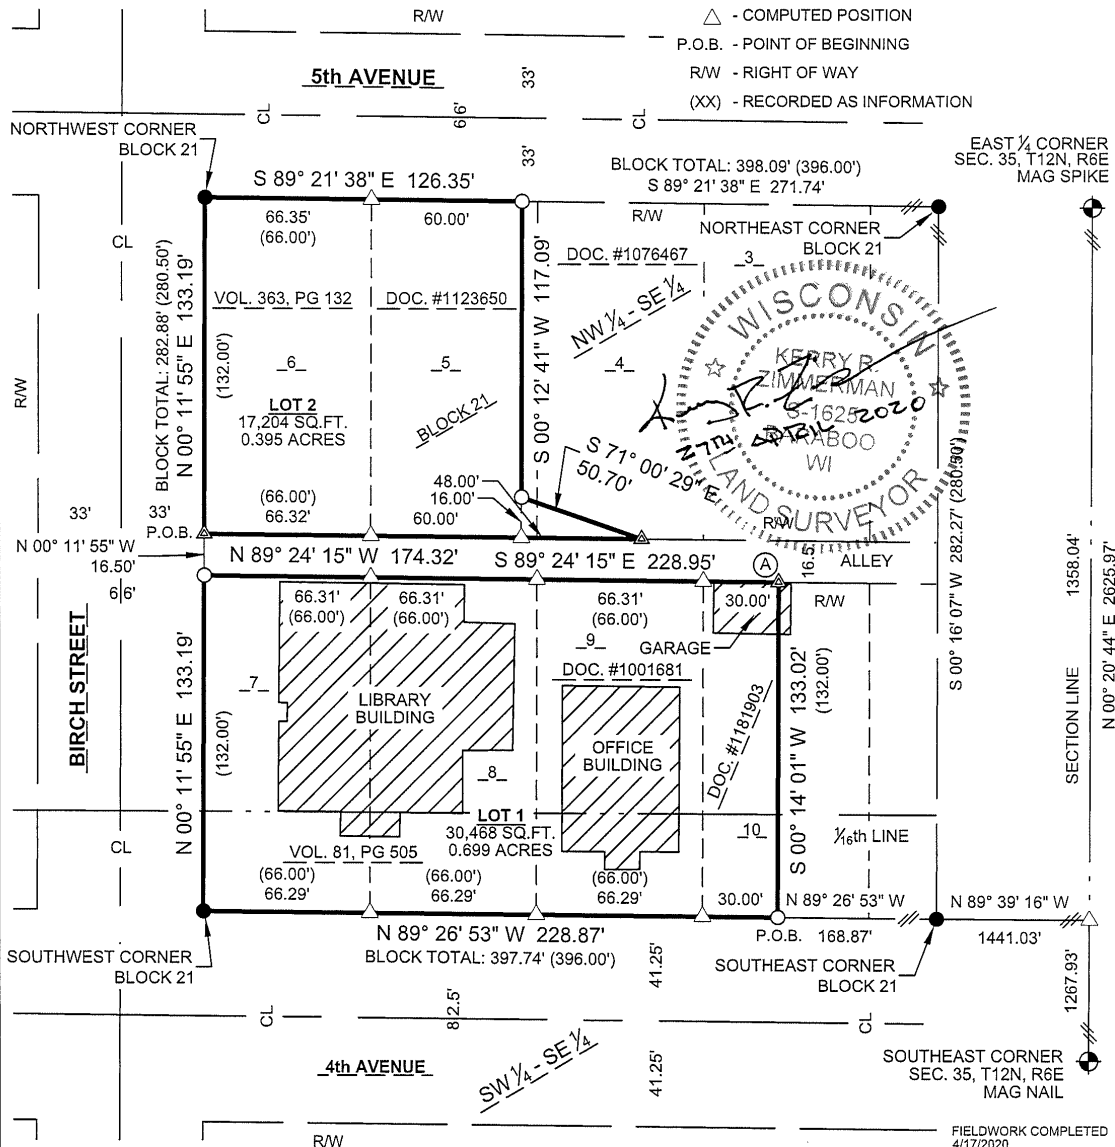 R/W
- COMPUTED POSITION
P.O.B. - POINT OF BEGINNING
R/W - RIGHT OF WAY
(XX) - RECORDED AS INFORMATION
5th AVENUE
33'
CL
66'
CL
33'
NORTHWEST CORNER
BLOCK 21
EAST 1/4 CORNER
SEC. 35, T12N, R6E
MAG SPIKE
BLOCK TOTAL: 398.09' (396.00')
S 89° 21' 38" E 271.74'
S 89° 21' 38" E 126.35'
R/W
66.35'
(66.00')
60.00'
NORTHEAST CORNER
BLOCK 21
CL
DOC. #1076467
3
VOL. 363, PG 132
DOC. #1123650
NW 1/4 - SE 1/4
BLOCK TOTAL: 282.88' (280.50')
N 00° 11' 55" E 133.19'
(132.00')
S 00° 12' 41" W 117.09'
6
5
4
LOT 2
17,204 SQ.FT.
0.395 ACRES
BLOCK 21
R/W
WISCONSIN
KERRY R.
ZIMMERMAN
S-1625
BARABOO
WI
LAND SURVEYOR
APRIL 2020
S 71° 00' 29" E
50.70'
48.00'
16.00'
(66.00')
66.32'
60.00'
33'
33'
P.O.B.
N 00° 11' 55" W
16.50'
66'
N 89° 24' 15" W 174.32'
S 89° 24' 15" E 228.95'
R/W
A
16.5'
ALLEY
R/W
S 00° 16' 07" W 282.27' (280.50')
SECTION LINE
1358.04'
N 00° 20' 44" E 2625.97'
66.31'
(66.00')
66.31'
(66.00')
66.31'
(66.00')
30.00'
GARAGE
9
DOC. #1001681
BIRCH STREET
N 00° 11' 55" E 133.19'
(132.00')
7
LIBRARY
BUILDING
OFFICE
BUILDING
DOC. #1181903
S 00° 14' 01" W 133.02'
(132.00')
8
LOT 1
30,468 SQ.FT.
0.699 ACRES
10
1/16th LINE
CL
VOL. 81, PG 505
(66.00')
66.29'
(66.00')
66.29'
(66.00')
66.29'
30.00'
N 89° 26' 53" W
N 89° 39' 16" W
N 89° 26' 53" W 228.87'
BLOCK TOTAL: 397.74' (396.00')
P.O.B.
168.87'
1441.03'
SOUTHWEST CORNER
BLOCK 21
SOUTHEAST CORNER
BLOCK 21
1267.93'
41.25'
CL
82.5'
CL
4th AVENUE
SW 1/4 - SE 1/4
41.25'
SOUTHEAST CORNER
SEC. 35, T12N, R6E
MAG NAIL
R/W
FIELDWORK COMPLETED
4/17/2020